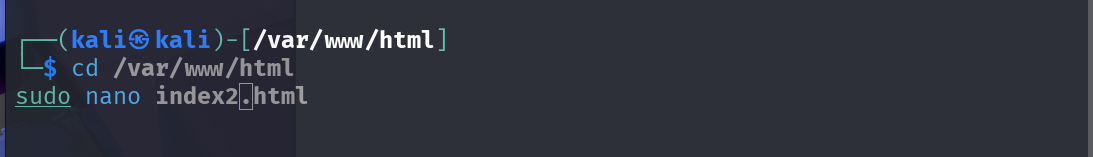 ┌──(kali㉿kali)-[/var/www/html]
└─$ cd /var/www/html
sudo nano index2.html